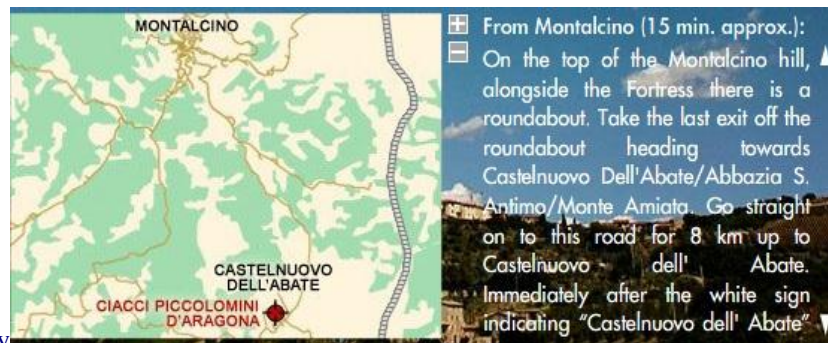 MONTALCINO
CASTELNUOVO
DELL'ABATE
CIACCI PICCOLOMINI
D'ARAGONA
From Montalcino (15 min. approx.):
On the top of the Montalcino hill,
alongside the Fortress there is a
roundabout. Take the last exit off the
roundabout heading towards
Castelnuovo Dell'Abate/Abbazia S.
Antimo/Monte Amiata. Go straight
on to this road for 8 km up to
Castelnuovo dell' Abate.
Immediately after the white sign
indicating "Castelnuovo dell' Abate"
y